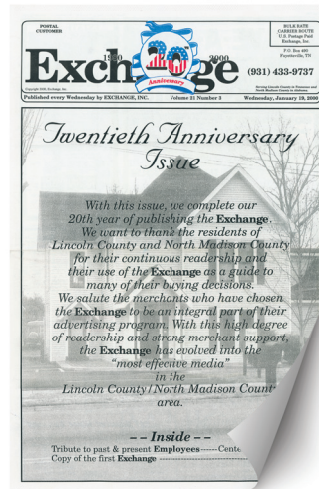 POSTAL
CUSTOMER
BULK RATE
CARRIER ROUTE
U.S. Postage Paid
Exchange, Inc.
P.O. Box 490
Fayetteville, TN
1980 2000
Exchange
20
Anniversary
(931) 433-9737
Serving Lincoln County in Tennessee and
North Madison County in Alabama
Published every Wednesday by EXCHANGE, INC.
Volume 21 Number 3
Wednesday, January 19, 2000
Twentieth Anniversary
Issue
With this issue, we complete our
20th year of publishing the Exchange.
We want to thank the residents of
Lincoln County and North Madison County
for their continuous readership and
their use of the Exchange as a guide to
many of their buying decisions.
We salute the merchants who have chosen
the Exchange to be an integral part of their
advertising program. With this high degree
of readership and strong merchant support,
the Exchange has evolved into the
"most effective media"
in the
Lincoln County/North Madison County
area.
-- Inside --
Tribute to past & present Employees ------ Cente
Copy of the first Exchange